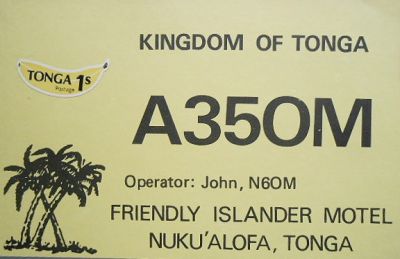 KINGDOM OF TONGA
TONGA 1s
Postage
A35OM
Operator: John, N6OM
FRIENDLY ISLANDER MOTEL
NUKU'ALOFA, TONGA